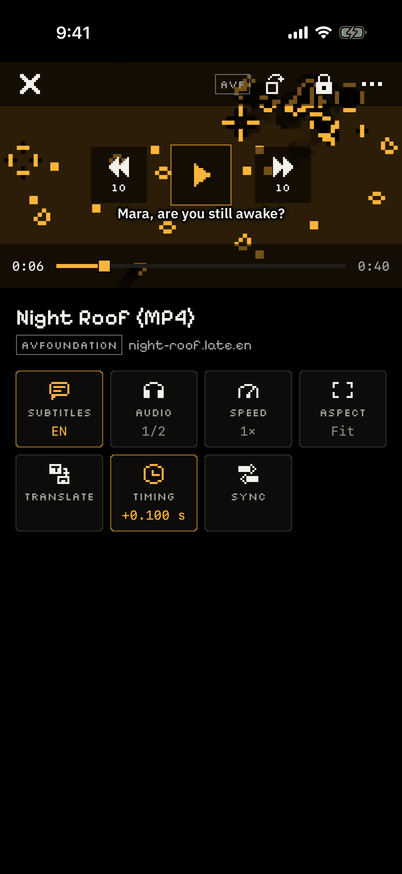 9:41
AVF
10
10
Mara, are you still awake?
0:06
0:40
Night Roof (MP4)
AVFOUNDATION night-roof.late.en
SUBTITLES AUDIO SPEED ASPECT
EN 1/2 1× Fit
TRANSLATE TIMING SYNC
+0.100 s